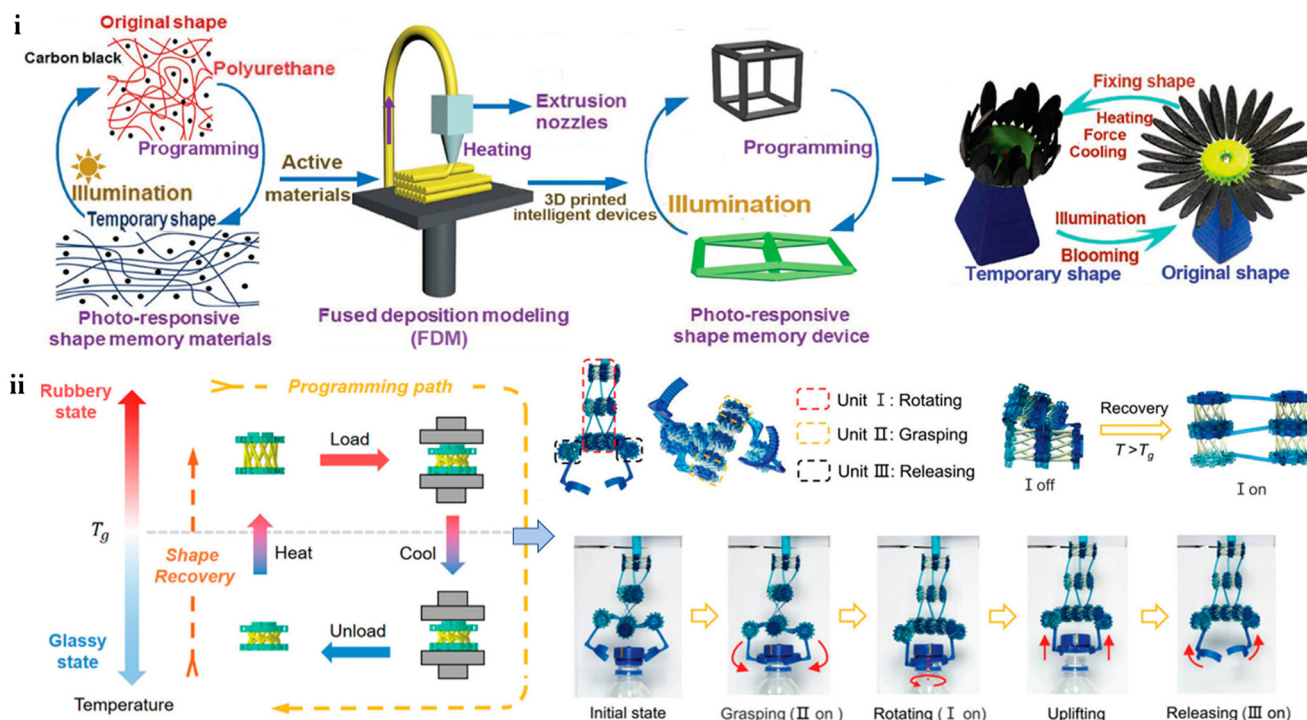 i
Original shape
Carbon black
Polyurethane
Programming
Illumination
Temporary shape
Photo-responsive
shape memory materials
Active
materials
Extrusion
nozzles
Heating
Fused deposition modeling
(FDM)
3D printed
intelligent devices
Programming
Illumination
Photo-responsive
shape memory device
Fixing shape
Heating
Force
Cooling
Illumination
Blooming
Temporary shape
Original shape
ii
Rubbery
state
Tg
Glassy
state
Temperature
Programming path
Load
Shape
Recovery
Heat
Cool
Unload
Unit I : Rotating
Unit II : Grasping
Unit III : Releasing
Recovery
T >Tg
I off
I on
Initial state
Grasping (II on )
Rotating ( I on)
Uplifting
Releasing (III on)